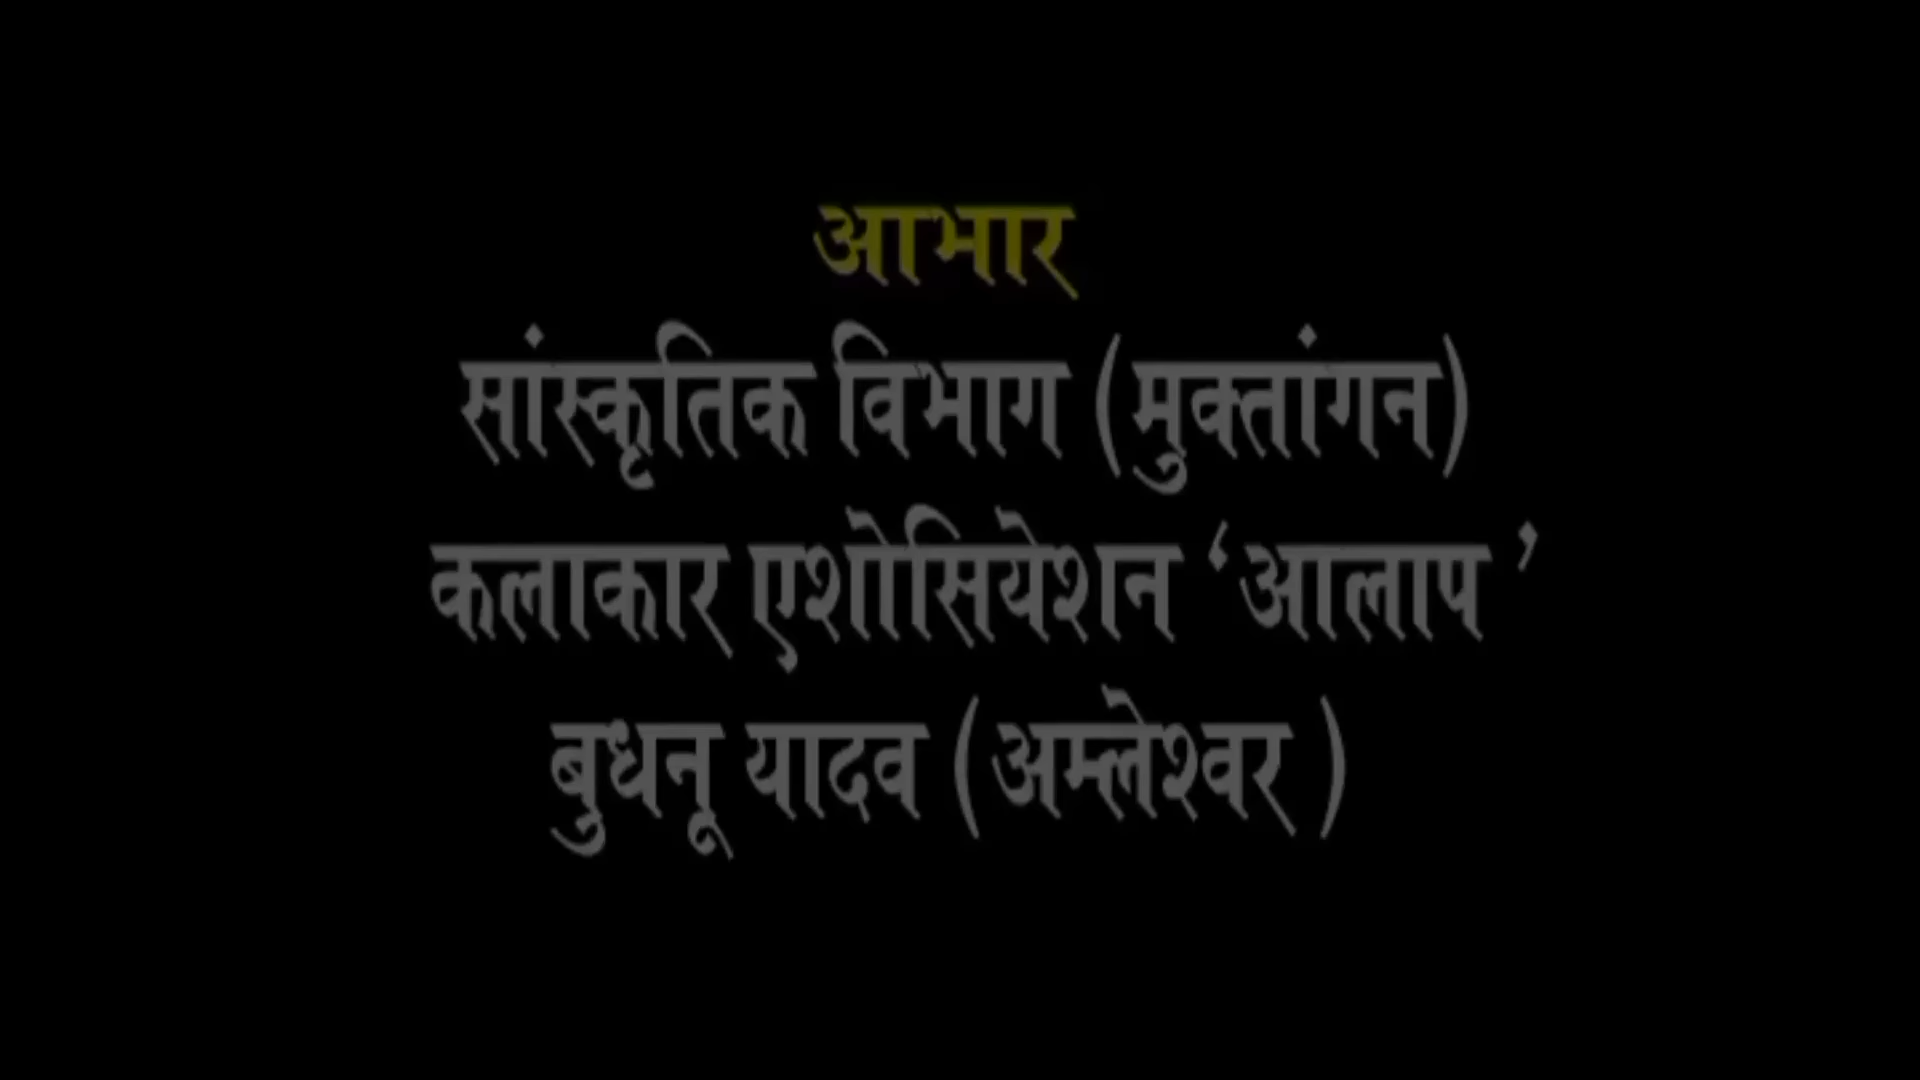 आभार
सांस्कृतिक विभाग (मुक्तांगन)
कलाकार एशोसियेशन ‘आलाप ’
बुधनू यादव (अम्लेश्वर )